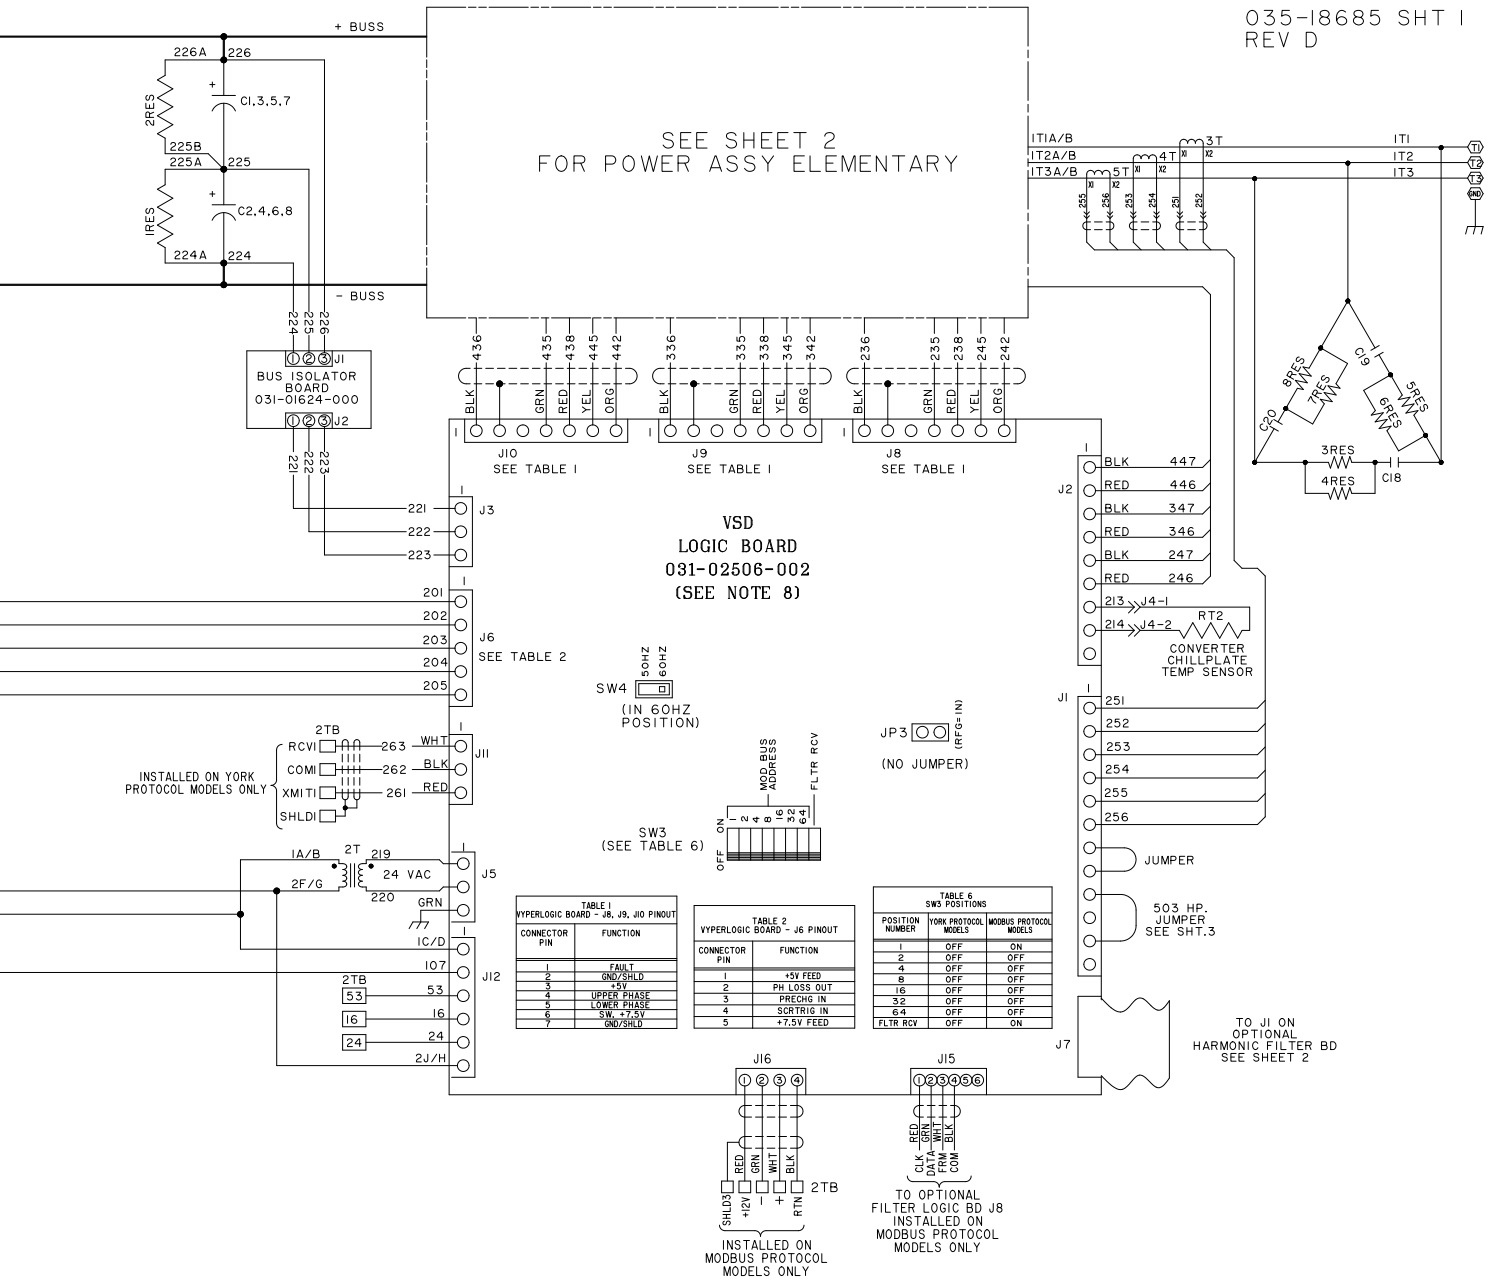 035-18685 SHT 1
REV D
+ BUSS
226A
226
2RES
+
C1,3,5,7
225B
225A
225
1RES
+
C2,4,6,8
224A
224
- BUSS
SEE SHEET 2
FOR POWER ASSY ELEMENTARY
1T1A/B
1T2A/B
1T3A/B
3T
X1 X2
4T
X1 X2
5T
X1 X2
255
256
253
254
251
252
1T1
1T2
1T3
T1
T2
T3
GND
224
225
226
1 2 3 J1
BUS ISOLATOR
BOARD
031-01624-000
1 2 3 J2
221
222
223
436
435
438
445
442
336
335
338
345
342
236
235
238
245
242
BLK
GRN
RED
YEL
ORG
BLK
GRN
RED
YEL
ORG
BLK
GRN
RED
YEL
ORG
1
J10
SEE TABLE 1
1
J9
SEE TABLE 1
1
J8
SEE TABLE 1
C19
C20
8RES
7RES
5RES
6RES
3RES
4RES
C18
VSD
LOGIC BOARD
031-02506-002
(SEE NOTE 8)
1
J3
221
222
223
1
J6
SEE TABLE 2
201
202
203
204
205
1
J2
BLK 447
RED 446
BLK 347
RED 346
BLK 247
RED 246
213 J4-1
214 J4-2
RT2
CONVERTER
CHILLPLATE
TEMP SENSOR
SW4
50HZ
60HZ
(IN 60HZ
POSITION)
JP3
(RFG=IN)
(NO JUMPER)
1
J1
251
252
253
254
255
256
JUMPER
503 HP.
JUMPER
SEE SHT.3
2TB
RCV1 263 WHT
COM1 262 BLK
XMIT1 261 RED
SHLD1
1
J11
INSTALLED ON YORK
PROTOCOL MODELS ONLY
MOD BUS
ADDRESS
FLTR RCV
SW3
(SEE TABLE 6)
OFF ON
1
2
4
8
16
32
64
1A/B
2T
219
24 VAC
2F/G
220
GRN
1
J5
1C/D
107
2TB
53 53
16 16
24 24
2J/H
1
J12
TABLE 1
VYPERLOGIC BOARD - J8, J9, J10 PINOUT
CONNECTOR PIN FUNCTION
1 FAULT
2 GND/SHLD
3 +5V
4 UPPER PHASE
5 LOWER PHASE
6 SW. +7.5V
7 GND/SHLD
TABLE 2
VYPERLOGIC BOARD - J6 PINOUT
CONNECTOR PIN FUNCTION
1 +5V FEED
2 PH LOSS OUT
3 PRECHG IN
4 SCRTRIG IN
5 +7.5V FEED
TABLE 6
SW3 POSITIONS
POSITION NUMBER YORK PROTOCOL MODELS MODBUS PROTOCOL MODELS
1 OFF ON
2 OFF OFF
4 OFF OFF
8 OFF OFF
16 OFF OFF
32 OFF OFF
64 OFF OFF
FLTR RCV OFF ON
J7
TO J1 ON
OPTIONAL
HARMONIC FILTER BD
SEE SHEET 2
J16
1 2 3 4
RED
GRN
WHT
BLK
2TB
SHLD3
+12V
-
+
RTN
INSTALLED ON
MODBUS PROTOCOL
MODELS ONLY
J15
1 2 3 4 5 6
RED
GRN
WHT
BLK
CLK
DATA
FRM
COM
TO OPTIONAL
FILTER LOGIC BD J8
INSTALLED ON
MODBUS PROTOCOL
MODELS ONLY